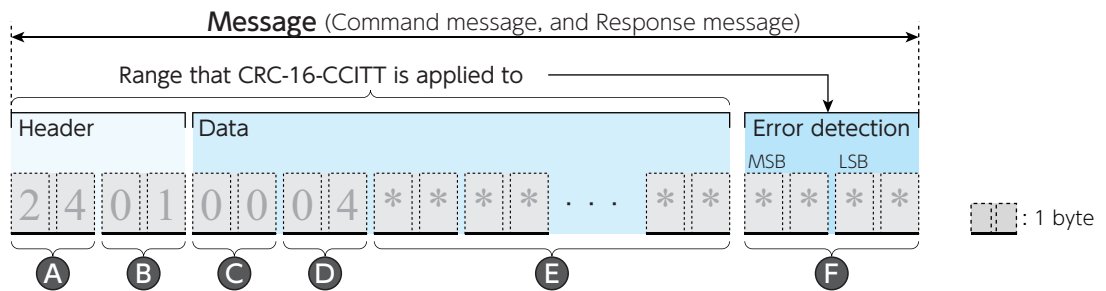 Message (Command message, and Response message)
Range that CRC-16-CCITT is applied to
Header Data Error detection
MSB LSB
2 4 0 1 0 0 0 4 * * * * · · · * * * * * *
: 1 byte
A B C D E F